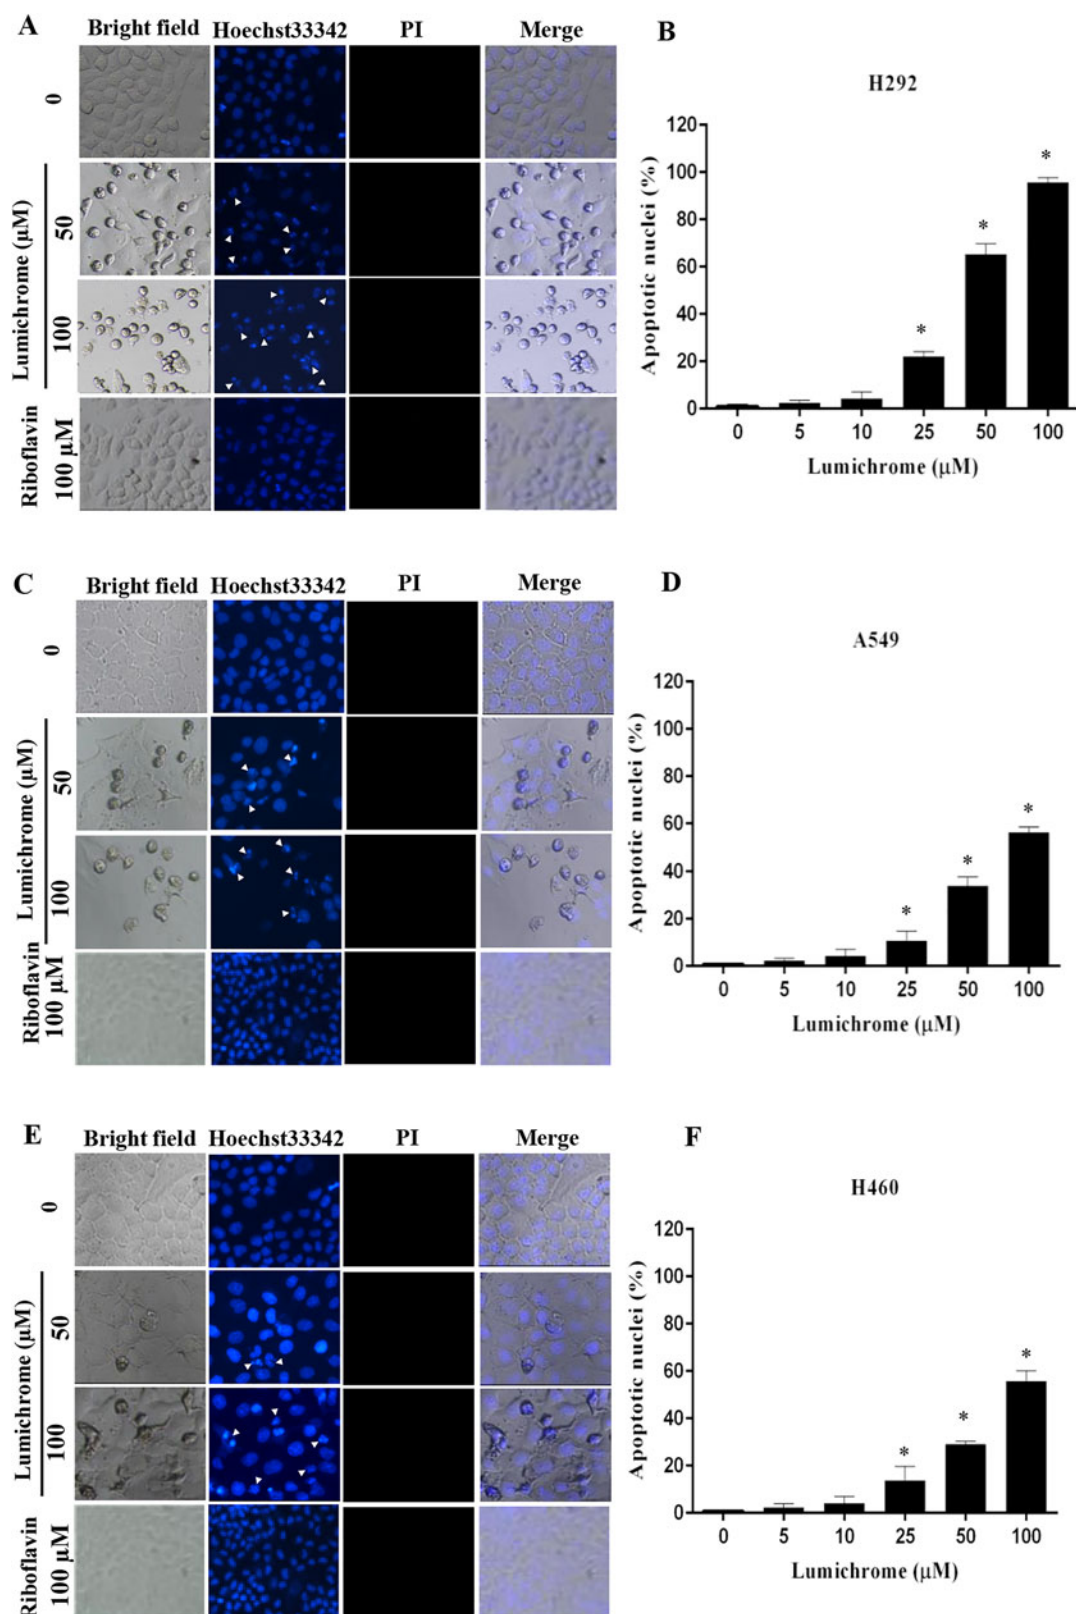 A
Bright field Hoechst33342 PI Merge
0
Lumichrome (μM)
50
100
Riboflavin
100 μM
B
H292
Apoptotic nuclei (%)
120
100
80
60
40
20
0
* * * *
0 5 10 25 50 100
Lumichrome (μM)
C
Bright field Hoechst33342 PI Merge
0
Lumichrome (μM)
50
100
Riboflavin
100 μM
D
A549
Apoptotic nuclei (%)
120
100
80
60
40
20
0
* * *
0 5 10 25 50 100
Lumichrome (μM)
E
Bright field Hoechst33342 PI Merge
0
Lumichrome (μM)
50
100
Riboflavin
100 μM
F
H460
Apoptotic nuclei (%)
120
100
80
60
40
20
0
* * *
0 5 10 25 50 100
Lumichrome (μM)